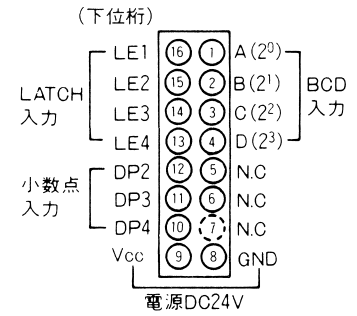 (下位桁)
LE1 16 1 A(2⁰)
LE2 15 2 B(2¹)
LATCH
入力
BCD
入力
LE3 14 3 C(2²)
LE4 13 4 D(2³)
DP2 12 5 N.C
小数点
入力
DP3 11 6 N.C
DP4 10 7 N.C
Vcc 9 8 GND
電源DC24V